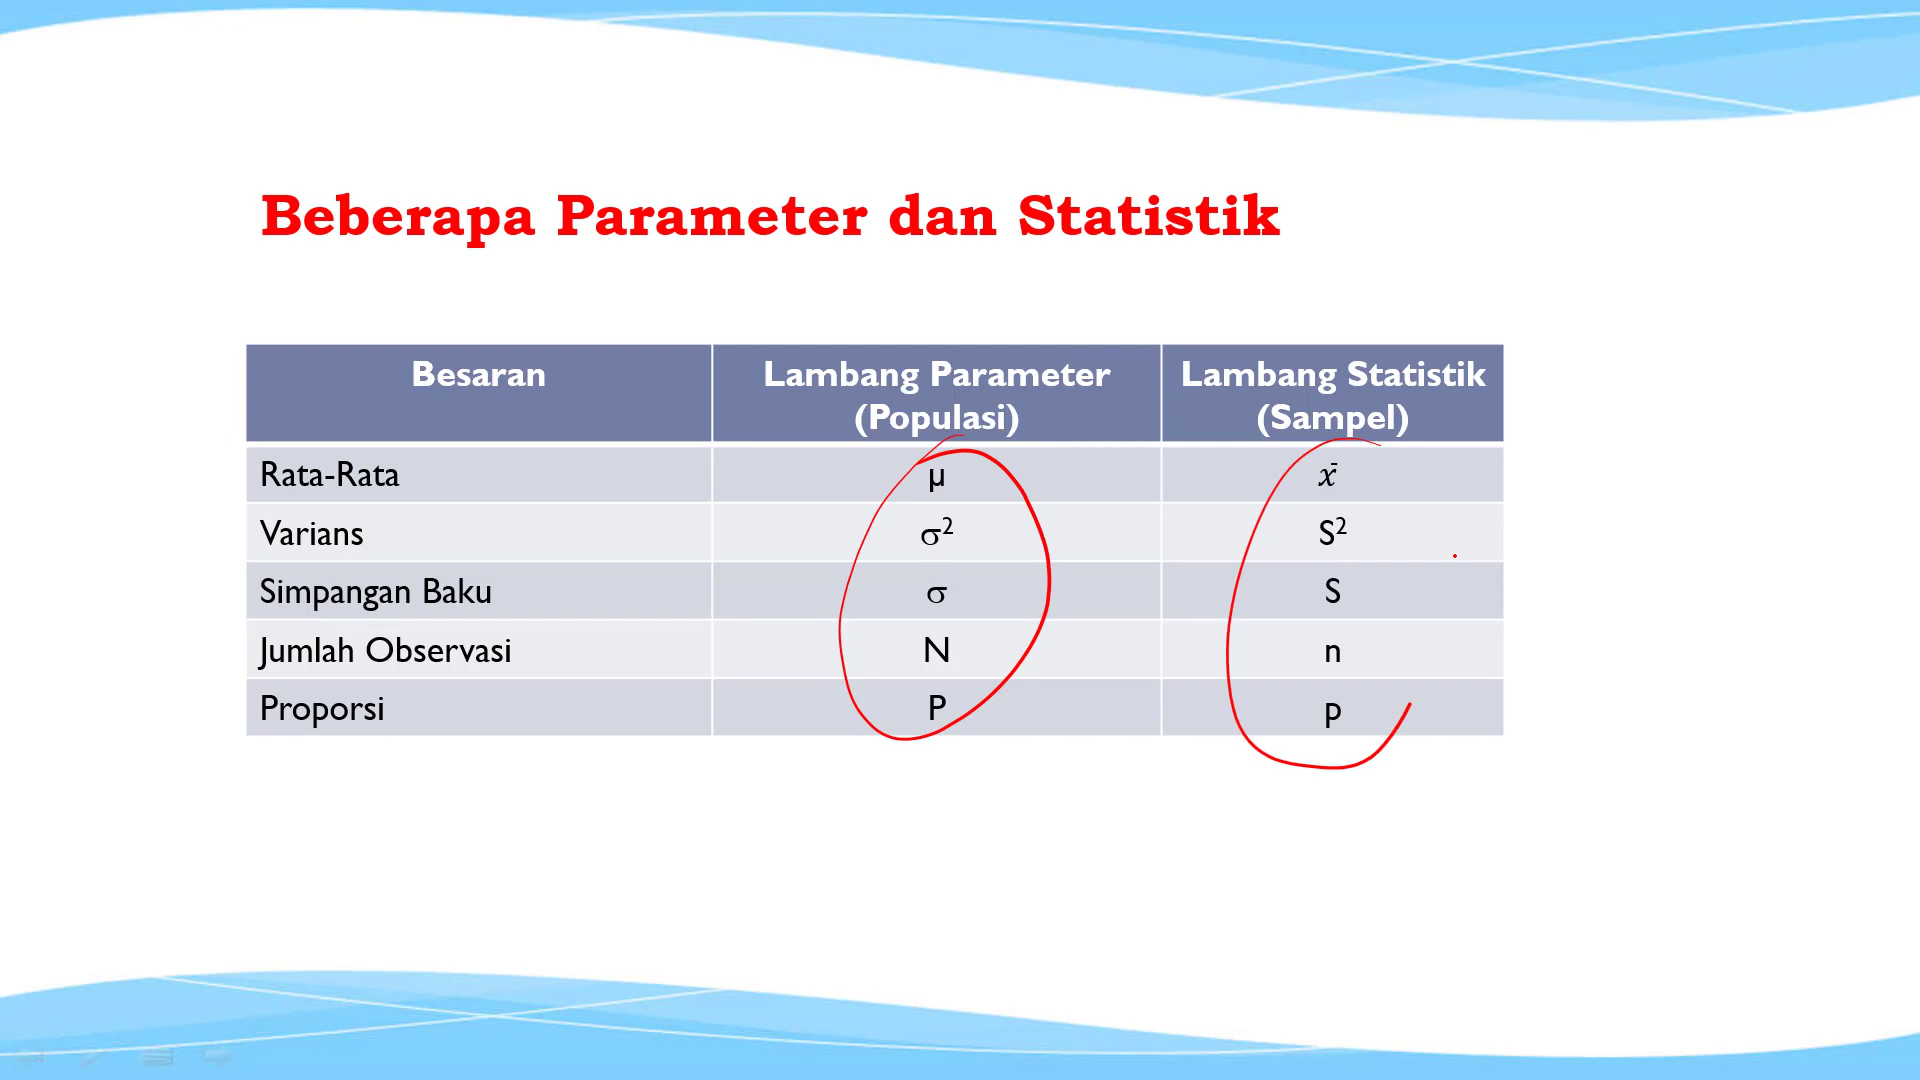 Beberapa Parameter dan Statistik
Besaran Lambang Parameter (Populasi) Lambang Statistik (Sampel)
Rata-Rata µ x̄
Varians σ² S²
Simpangan Baku σ S
Jumlah Observasi N n
Proporsi P p